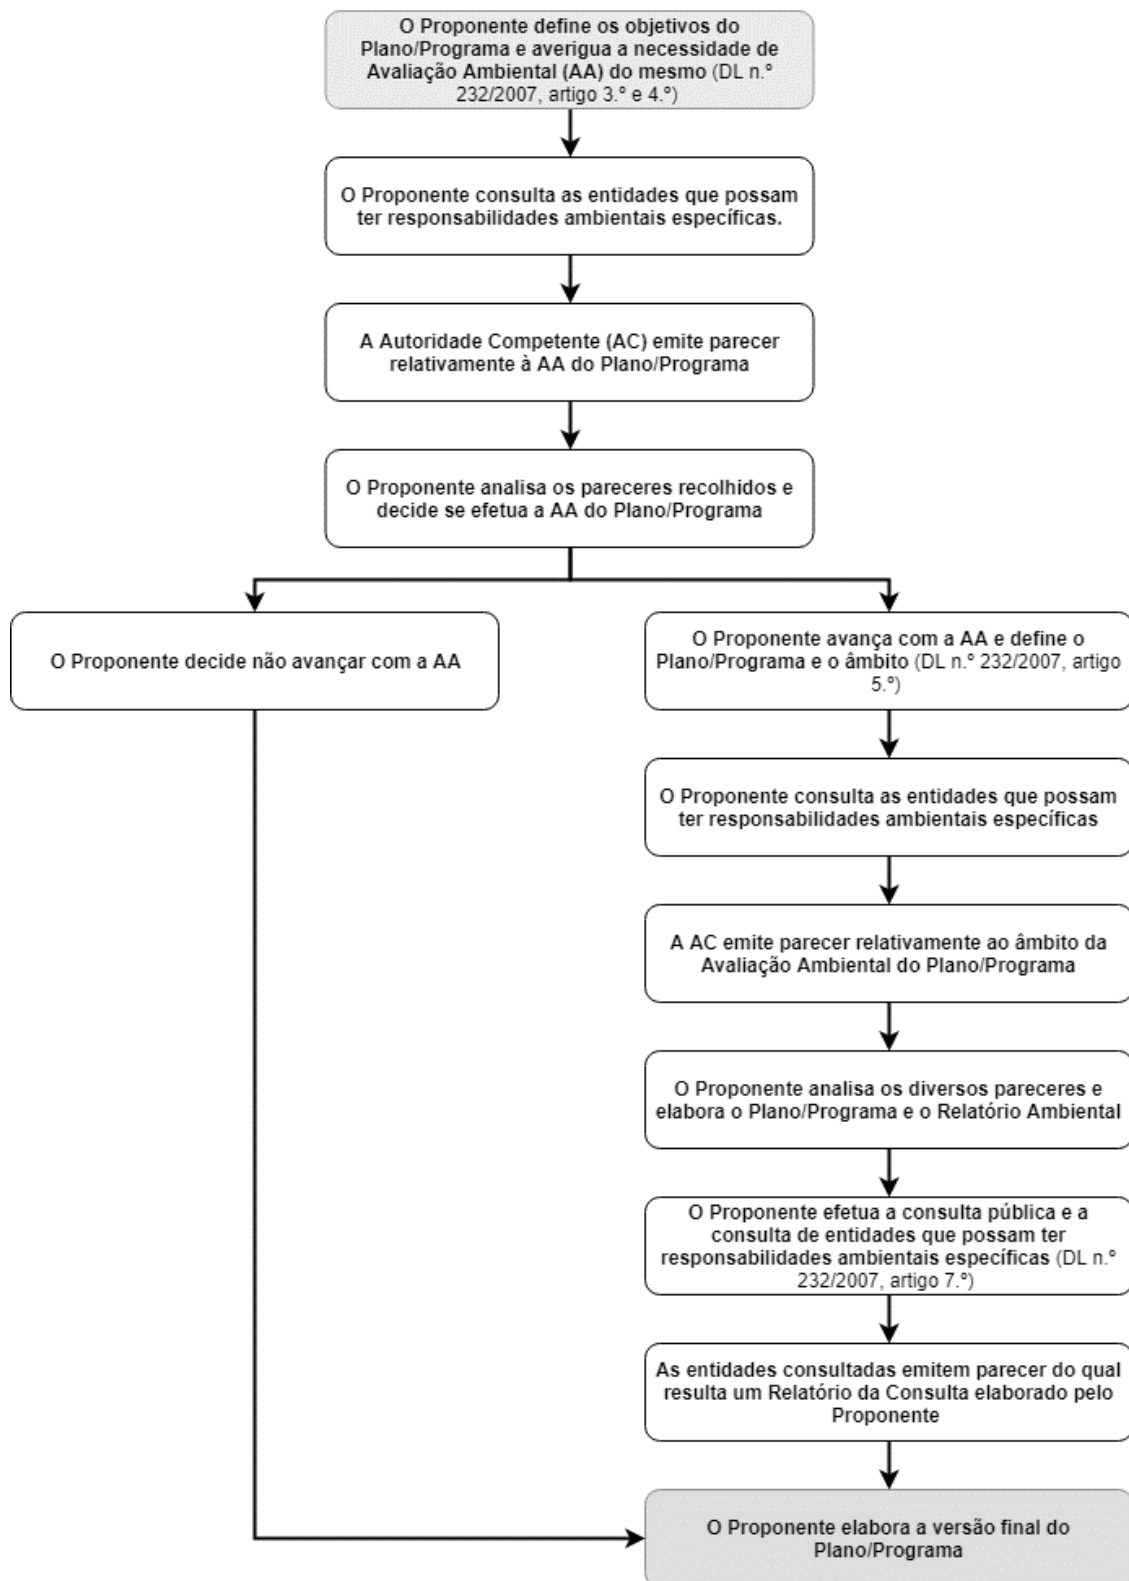 O Proponente define os objetivos do
Plano/Programa e averigua a necessidade de
Avaliação Ambiental (AA) do mesmo (DL n.º
232/2007, artigo 3.º e 4.º)
O Proponente consulta as entidades que possam
ter responsabilidades ambientais específicas.
A Autoridade Competente (AC) emite parecer
relativamente à AA do Plano/Programa
O Proponente analisa os pareceres recolhidos e
decide se efetua a AA do Plano/Programa
O Proponente decide não avançar com a AA
O Proponente avança com a AA e define o
Plano/Programa e o âmbito (DL n.º 232/2007, artigo
5.º)
O Proponente consulta as entidades que possam
ter responsabilidades ambientais específicas
A AC emite parecer relativamente ao âmbito da
Avaliação Ambiental do Plano/Programa
O Proponente analisa os diversos pareceres e
elabora o Plano/Programa e o Relatório Ambiental
O Proponente efetua a consulta pública e a
consulta de entidades que possam ter
responsabilidades ambientais específicas (DL n.º
232/2007, artigo 7.º)
As entidades consultadas emitem parecer do qual
resulta um Relatório da Consulta elaborado pelo
Proponente
O Proponente elabora a versão final do
Plano/Programa